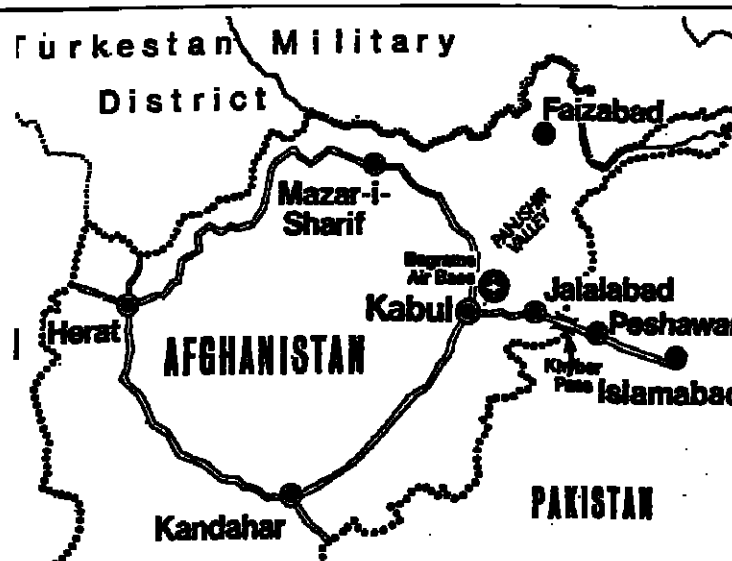 Turkestan Military
District
Faizabad
Mazar-i-
Sharif
PANJSHIR
VALLEY
Air Base
Kabul
Jalalabad
Peshawar
Herat
AFGHANISTAN
Khyber
Pass
Islamabad
Kandahar
PAKISTAN